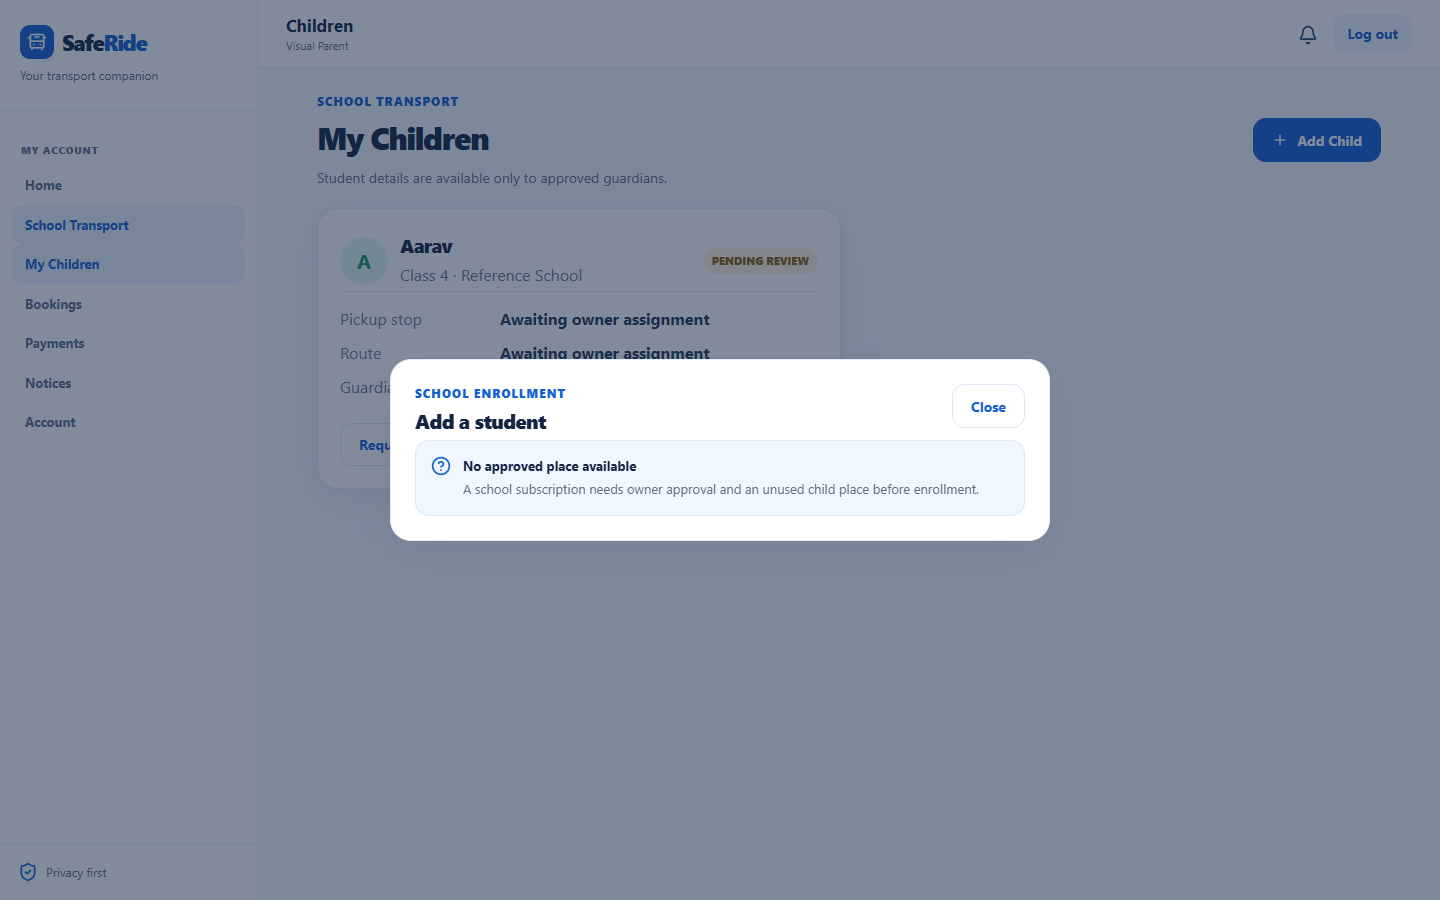 SafeRide
Your transport companion
MY ACCOUNT
Home
School Transport
My Children
Bookings
Payments
Notices
Account
Privacy first
Children
Visual Parent
Log out
SCHOOL TRANSPORT
My Children
Student details are available only to approved guardians.
+ Add Child
A
Aarav
Class 4 · Reference School
PENDING REVIEW
Pickup stop Awaiting owner assignment
Route Awaiting owner assignment
SCHOOL ENROLLMENT
Add a student
Close
No approved place available
A school subscription needs owner approval and an unused child place before enrollment.